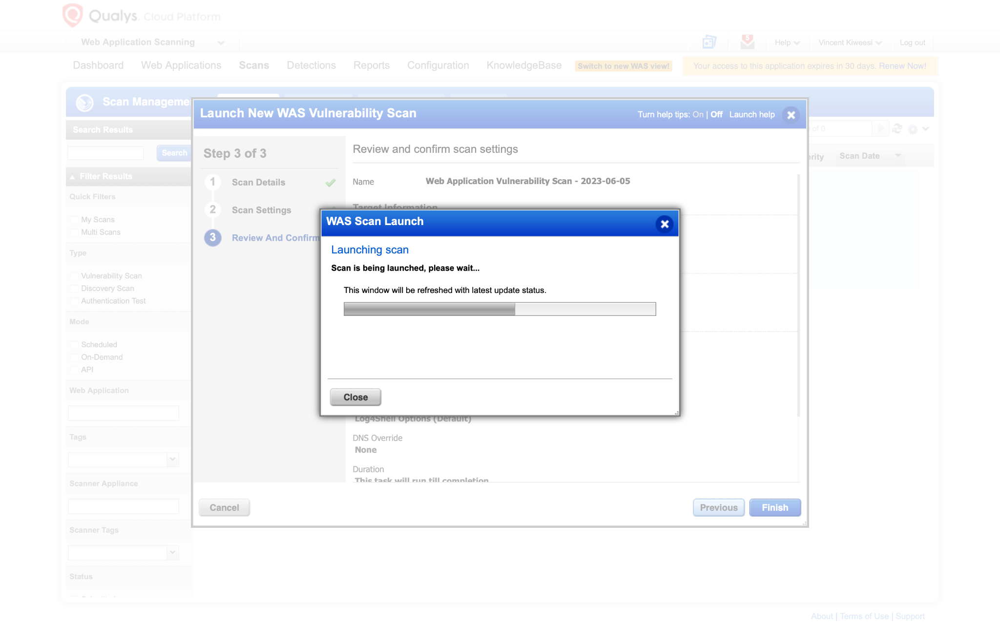 Qualys. Cloud Platform
Web Application Scanning
5
Help
Vincent Kiweesi
Log out
Dashboard
Web Applications
Scans
Detections
Reports
Configuration
KnowledgeBase
Switch to new WAS view!
Your access to this application expires in 30 days. Renew Now!
Scan Manageme
Launch New WAS Vulnerability Scan
Turn help tips: On | Off Launch help
Search Results
Search
Filter Results
Quick Filters
My Scans
Multi Scans
Type
Vulnerability Scan
Discovery Scan
Authentication Test
Mode
Scheduled
On-Demand
API
Web Application
Tags
Scanner Appliance
Scanner Tags
Status
of 0
erity
Scan Date
Step 3 of 3
1 Scan Details
2 Scan Settings
3 Review And Confirm
Review and confirm scan settings
Name Web Application Vulnerability Scan - 2023-06-05
Target Information
WAS Scan Launch
Launching scan
Scan is being launched, please wait...
This window will be refreshed with latest update status.
Close
Log4Shell Options (Default)
DNS Override
None
Duration
This task will run till completion
Cancel
Previous
Finish
About | Terms of Use | Support